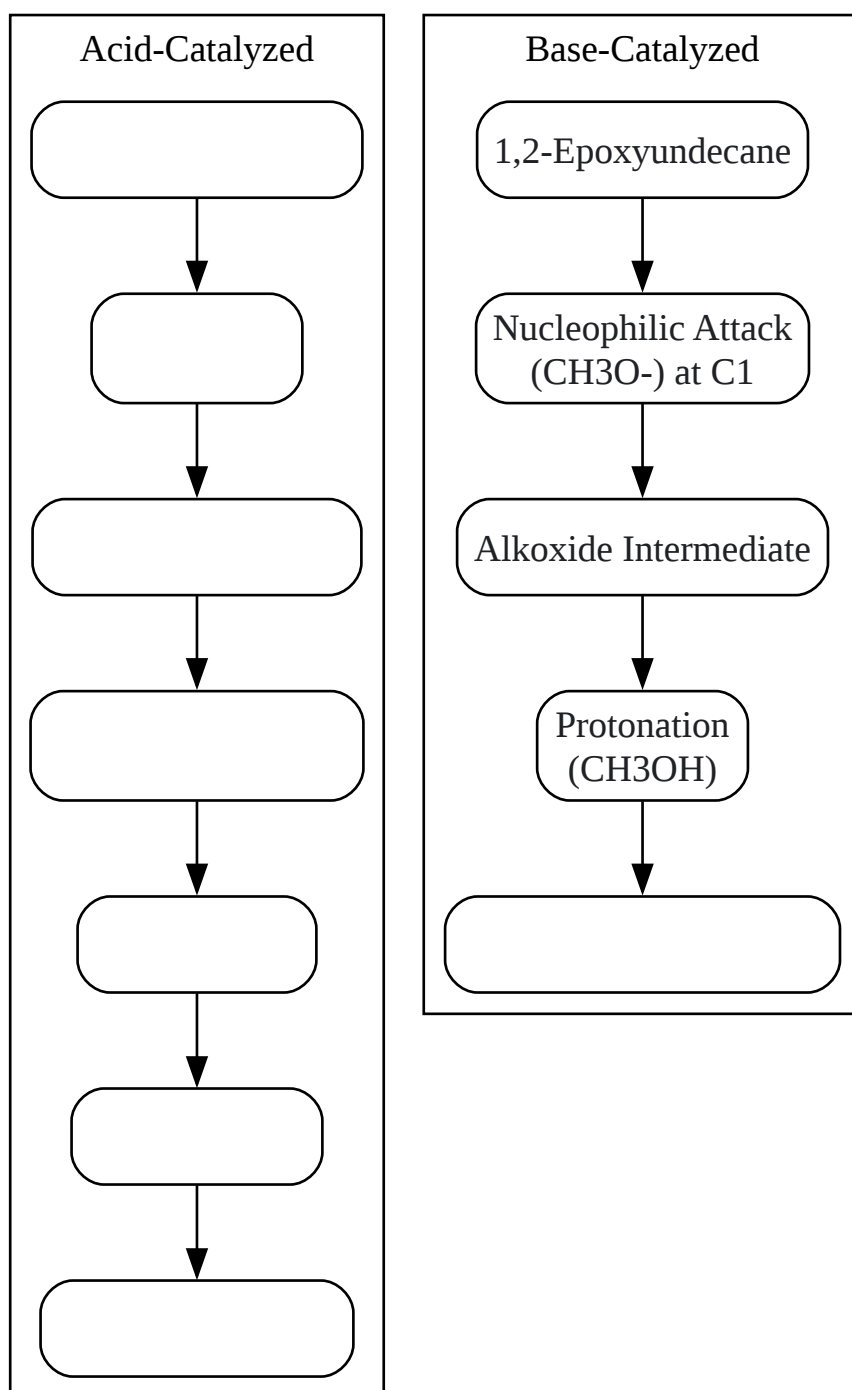 Acid-Catalyzed
Base-Catalyzed
1,2-Epoxyundecane
Nucleophilic Attack
(CH3O-) at C1
Alkoxide Intermediate
Protonation
(CH3OH)